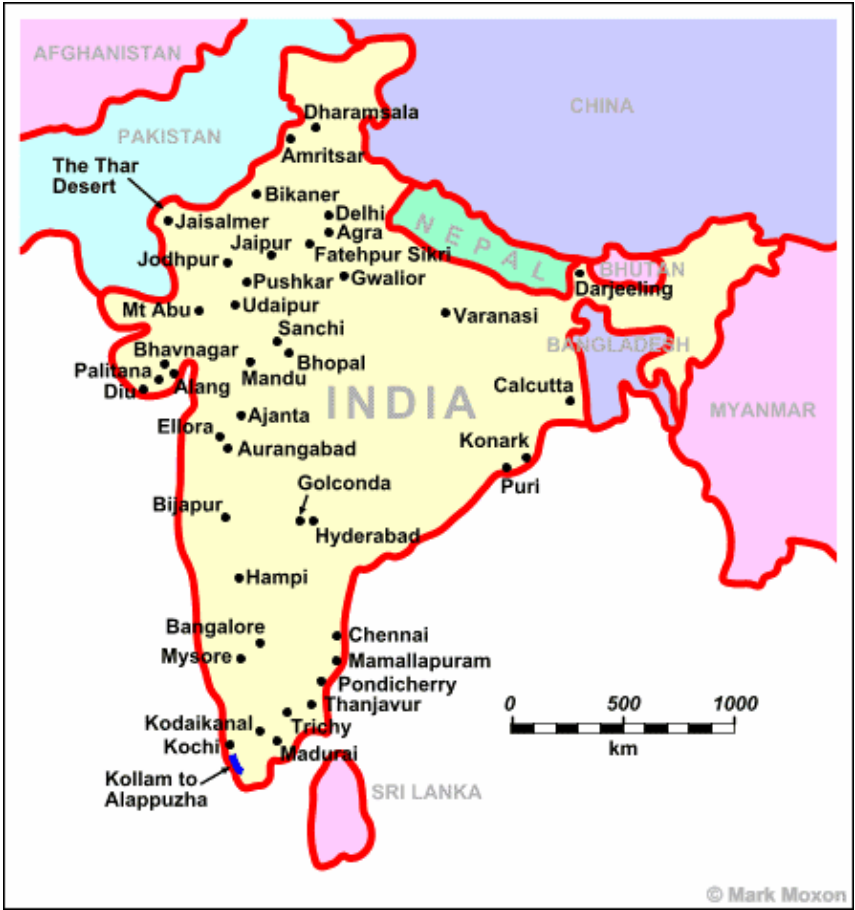 AFGHANISTAN
CHINA
Dharamsala
PAKISTAN
Amritsar
The Thar
Desert
Bikaner
Delhi
Jaisalmer
Agra
NEPAL
Jaipur
Fatehpur Sikri
Jodhpur
Gwalior
BHUTAN
Pushkar
Darjeeling
Mt Abu
Udaipur
Varanasi
Sanchi
BANGLADESH
Bhavnagar
Bhopal
Palitana
Mandu
Alang
Diu
Calcutta
INDIA
MYANMAR
Ajanta
Ellora
Konark
Aurangabad
Golconda
Puri
Bijapur
Hyderabad
Hampi
Bangalore
Chennai
Mysore
Mamallapuram
Pondicherry
Thanjavur
0 500 1000
Kodaikanal
Trichy
Kochi
Madurai
km
Kollam to
Alappuzha
SRI LANKA
© Mark Moxon